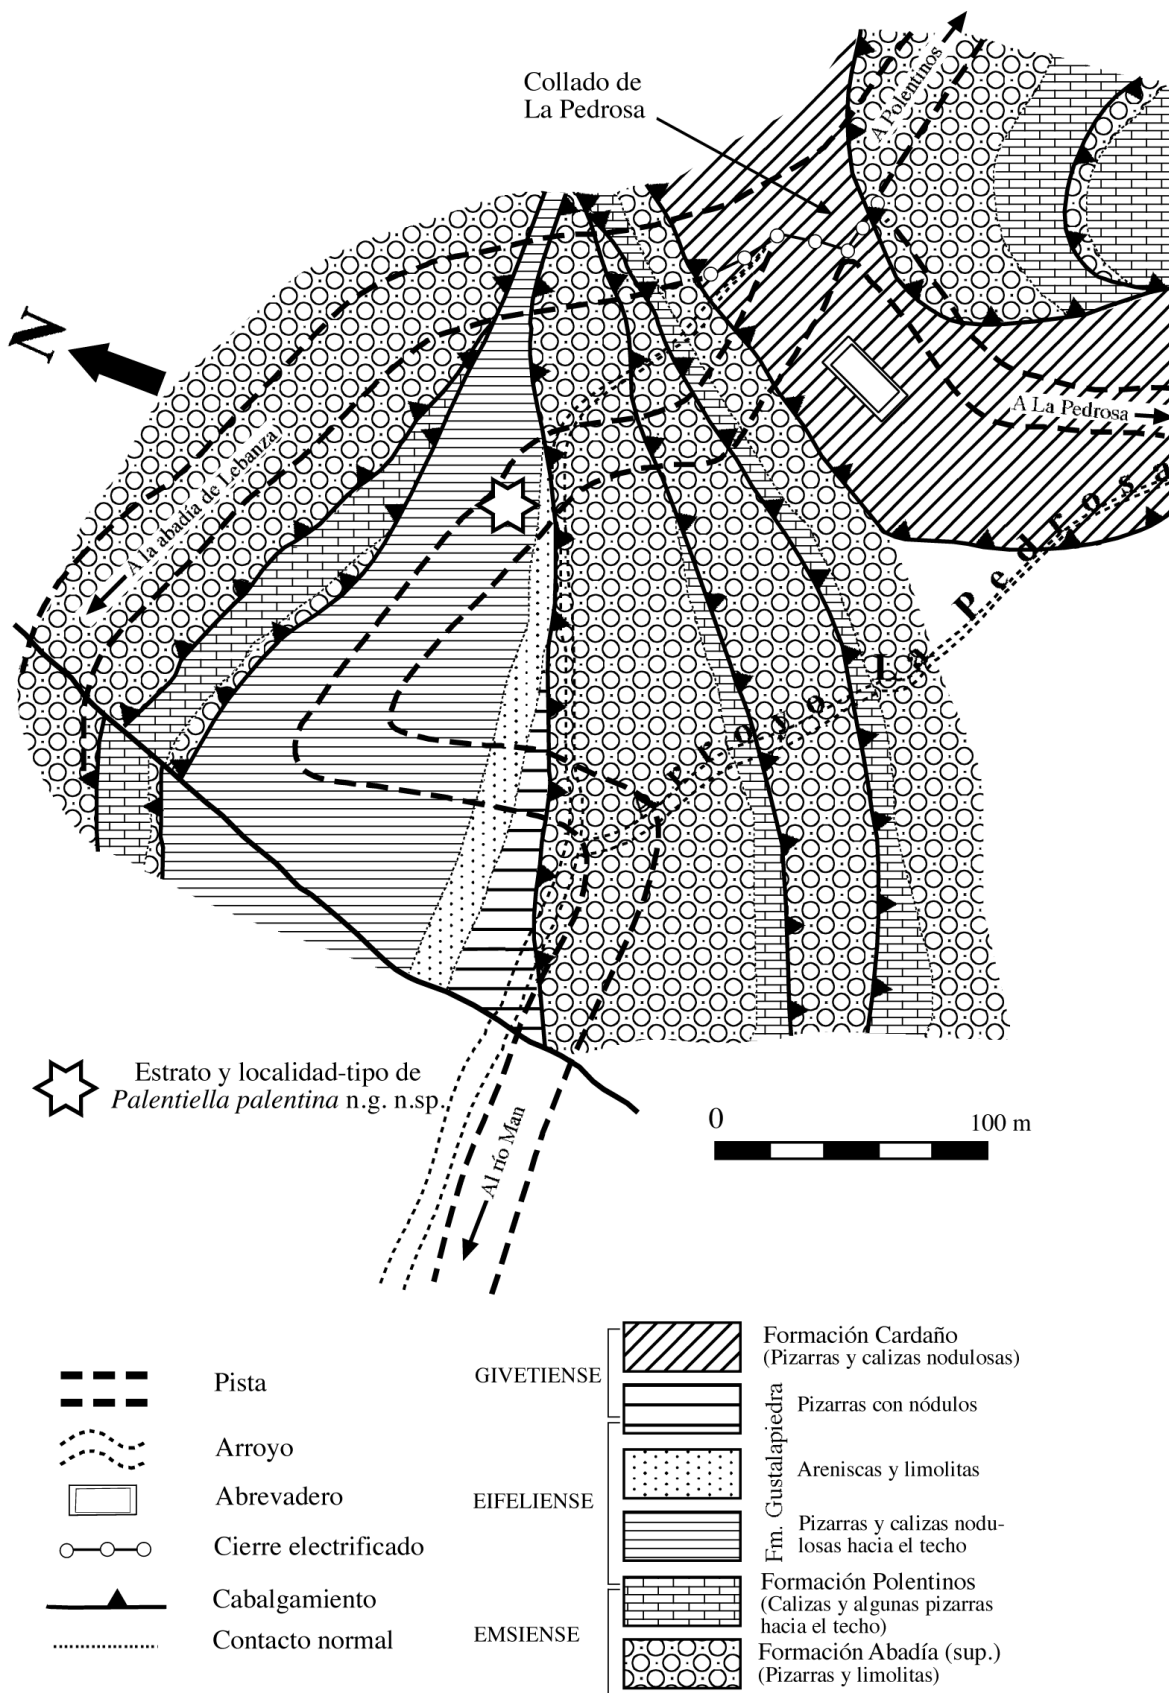 Collado de
La Pedrosa
A Polentinos
N
A la abadía de Lebanza
A La Pedrosa
Arroyo La Pedrosa
Estrato y localidad-tipo de
Palentiella palentina n.g. n.sp.
0
100 m
Al río Man
Pista
Arroyo
Abrevadero
Cierre electrificado
Cabalgamiento
Contacto normal
GIVETIENSE
EIFELIENSE
EMSIENSE
Formación Cardaño
(Pizarras y calizas nodulosas)
Fm. Gustalapiedra
Pizarras con nódulos
Areniscas y limolitas
Pizarras y calizas nodu-
losas hacia el techo
Formación Polentinos
(Calizas y algunas pizarras
hacia el techo)
Formación Abadía (sup.)
(Pizarras y limolitas)